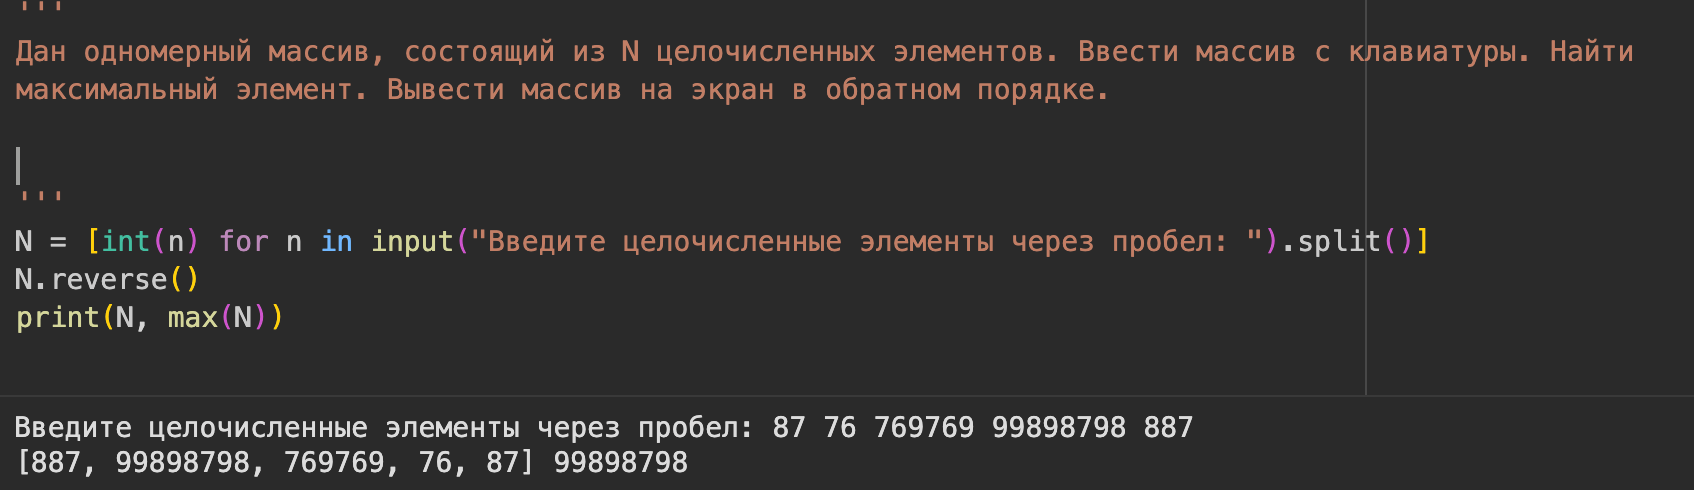 '''
Дан одномерный массив, состоящий из N целочисленных элементов. Ввести массив с клавиатуры. Найти
максимальный элемент. Вывести массив на экран в обратном порядке.
'''
N = [int(n) for n in input("Введите целочисленные элементы через пробел: ").split()]
N.reverse()
print(N, max(N))
Введите целочисленные элементы через пробел: 87 76 769769 99898798 887
[887, 99898798, 769769, 76, 87] 99898798